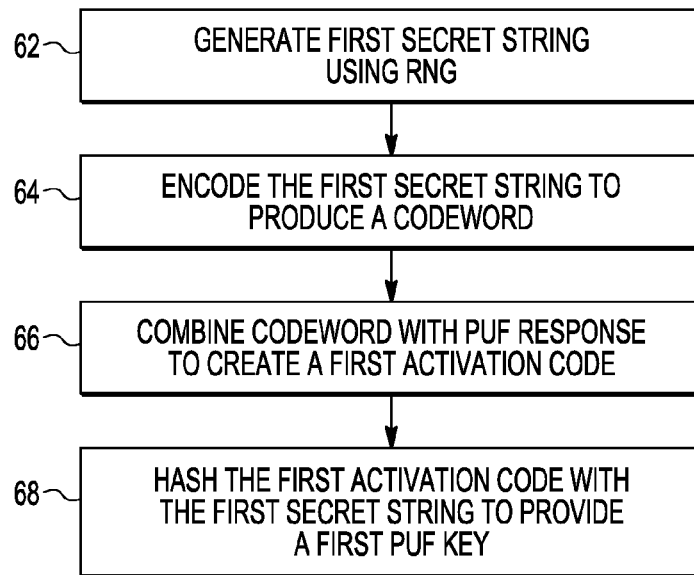 62
GENERATE FIRST SECRET STRING
USING RNG
64
ENCODE THE FIRST SECRET STRING TO
PRODUCE A CODEWORD
66
COMBINE CODEWORD WITH PUF RESPONSE
TO CREATE A FIRST ACTIVATION CODE
68
HASH THE FIRST ACTIVATION CODE WITH
THE FIRST SECRET STRING TO PROVIDE
A FIRST PUF KEY